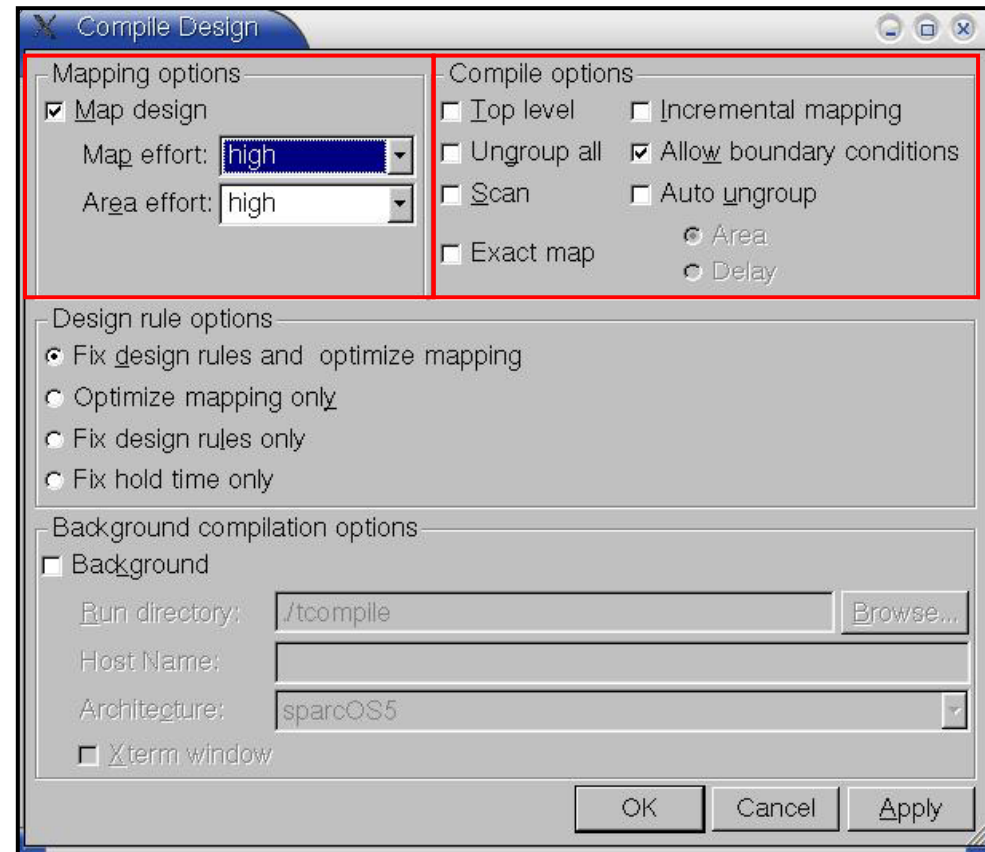 Compile Design
Mapping options
Map design
Map effort: high
Area effort: high
Compile options
Top level
Incremental mapping
Ungroup all
Allow boundary conditions
Scan
Auto ungroup
Exact map
Area
Delay
Design rule options
Fix design rules and optimize mapping
Optimize mapping only
Fix design rules only
Fix hold time only
Background compilation options
Background
Run directory: ./tcompile Browse...
Host Name:
Architecture: sparcOS5
Xterm window
OK Cancel Apply